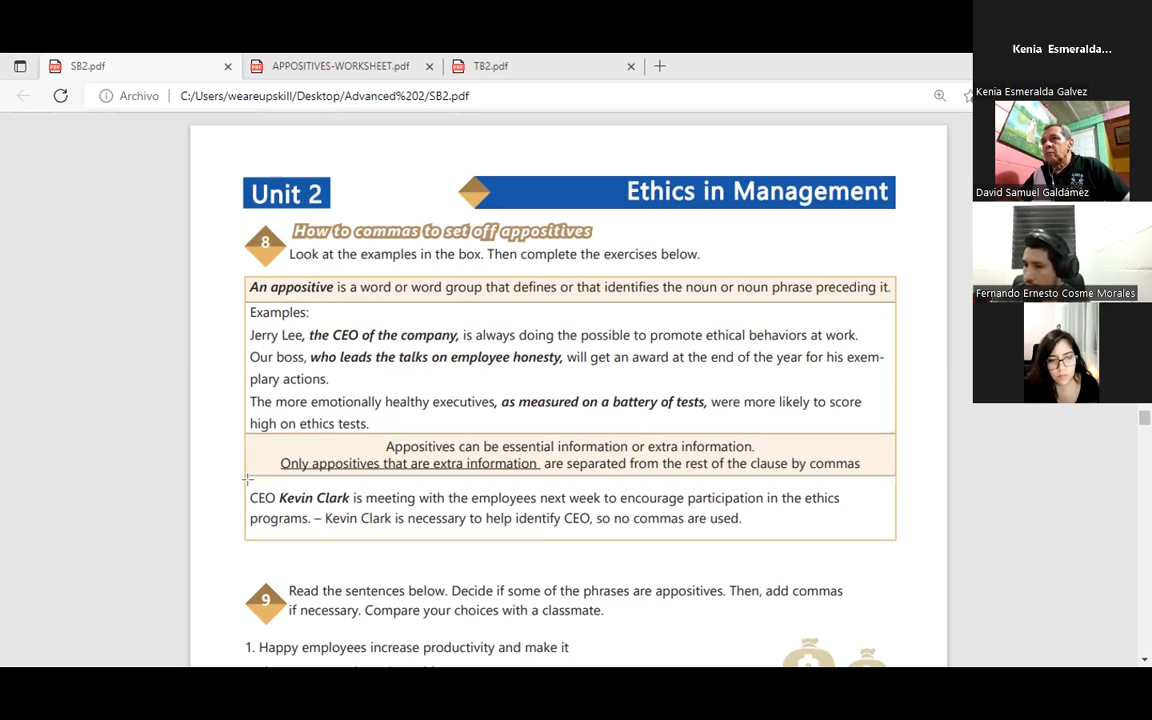 Kenia Esmeralda...
SB2.pdf
APPOSITIVES-WORKSHEET.pdf
TB2.pdf
Archivo
C:/Users/weareupskill/Desktop/Advanced%202/SB2.pdf
Kenia Esmeralda Galvez
David Samuel Galdámez
Fernando Ernesto Cosme Morales
Unit 2
Ethics in Management
8
How to commas to set off appositives
Look at the examples in the box. Then complete the exercises below.
An appositive is a word or word group that defines or that identifies the noun or noun phrase preceding it.
Examples:
Jerry Lee, the CEO of the company, is always doing the possible to promote ethical behaviors at work.
Our boss, who leads the talks on employee honesty, will get an award at the end of the year for his exem-
plary actions.
The more emotionally healthy executives, as measured on a battery of tests, were more likely to score
high on ethics tests.
Appositives can be essential information or extra information.
Only appositives that are extra information are separated from the rest of the clause by commas
CEO Kevin Clark is meeting with the employees next week to encourage participation in the ethics
programs. – Kevin Clark is necessary to help identify CEO, so no commas are used.
9
Read the sentences below. Decide if some of the phrases are appositives. Then, add commas
if necessary. Compare your choices with a classmate.
1. Happy employees increase productivity and make it